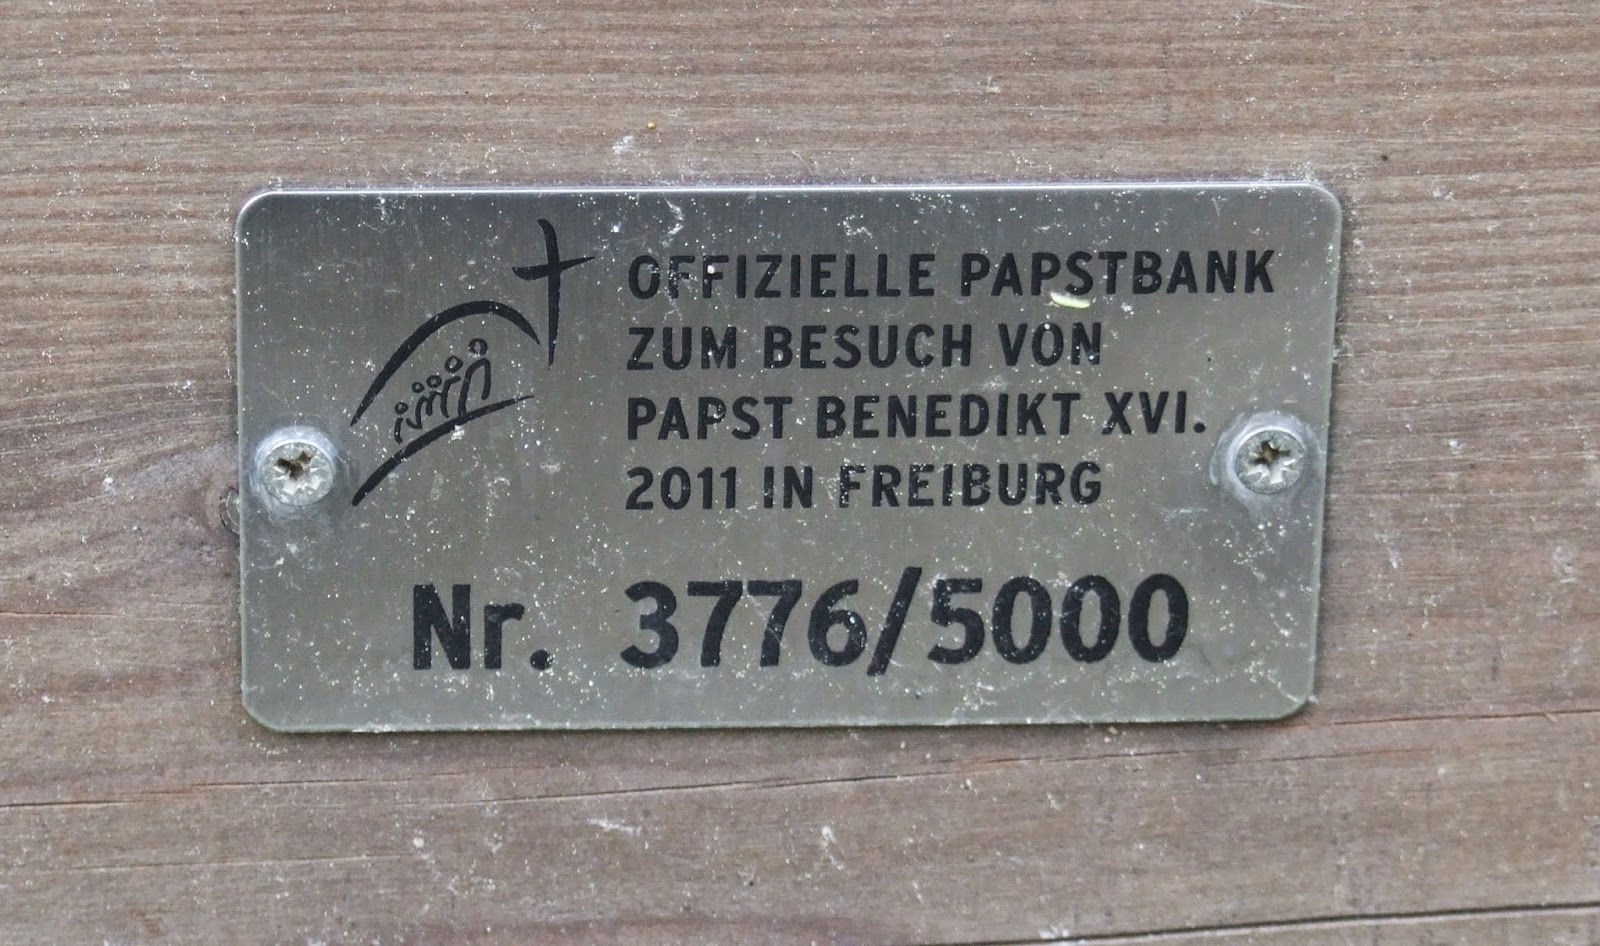 OFFIZIELLE PAPSTBANK
ZUM BESUCH VON
PAPST BENEDIKT XVI.
2011 IN FREIBURG
Nr. 3776/5000